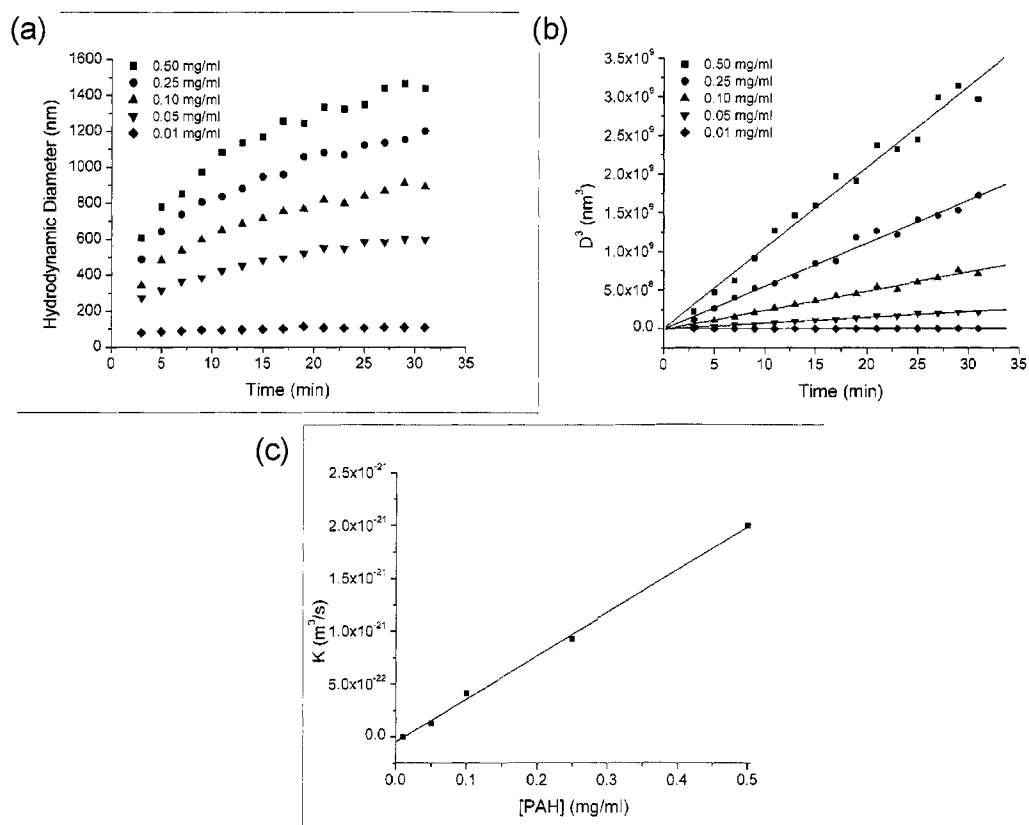 (a)
1600
1400
1200
1000
800
600
400
200
0
0 5 10 15 20 25 30 35
Hydrodynamic Diameter (nm)
Time (min)
0.50 mg/ml
0.25 mg/ml
0.10 mg/ml
0.05 mg/ml
0.01 mg/ml
(b)
3.5x10⁹
3.0x10⁹
2.5x10⁹
2.0x10⁹
1.5x10⁹
1.0x10⁹
5.0x10⁸
0.0
0 5 10 15 20 25 30 35
D³ (nm³)
Time (min)
0.50 mg/ml
0.25 mg/ml
0.10 mg/ml
0.05 mg/ml
0.01 mg/ml
(c)
2.5x10⁻²¹
2.0x10⁻²¹
1.5x10⁻²¹
1.0x10⁻²¹
5.0x10⁻²²
0.0
0.0 0.1 0.2 0.3 0.4 0.5
K (m³/s)
[PAH] (mg/ml)